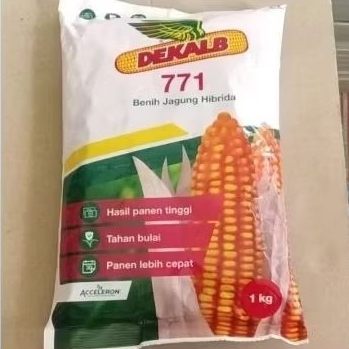 DEKALB
771
Benih Jagung Hibrida
Hasil panen tinggi
Tahan bulai
Panen lebih cepat
ACCELERON
1 kg